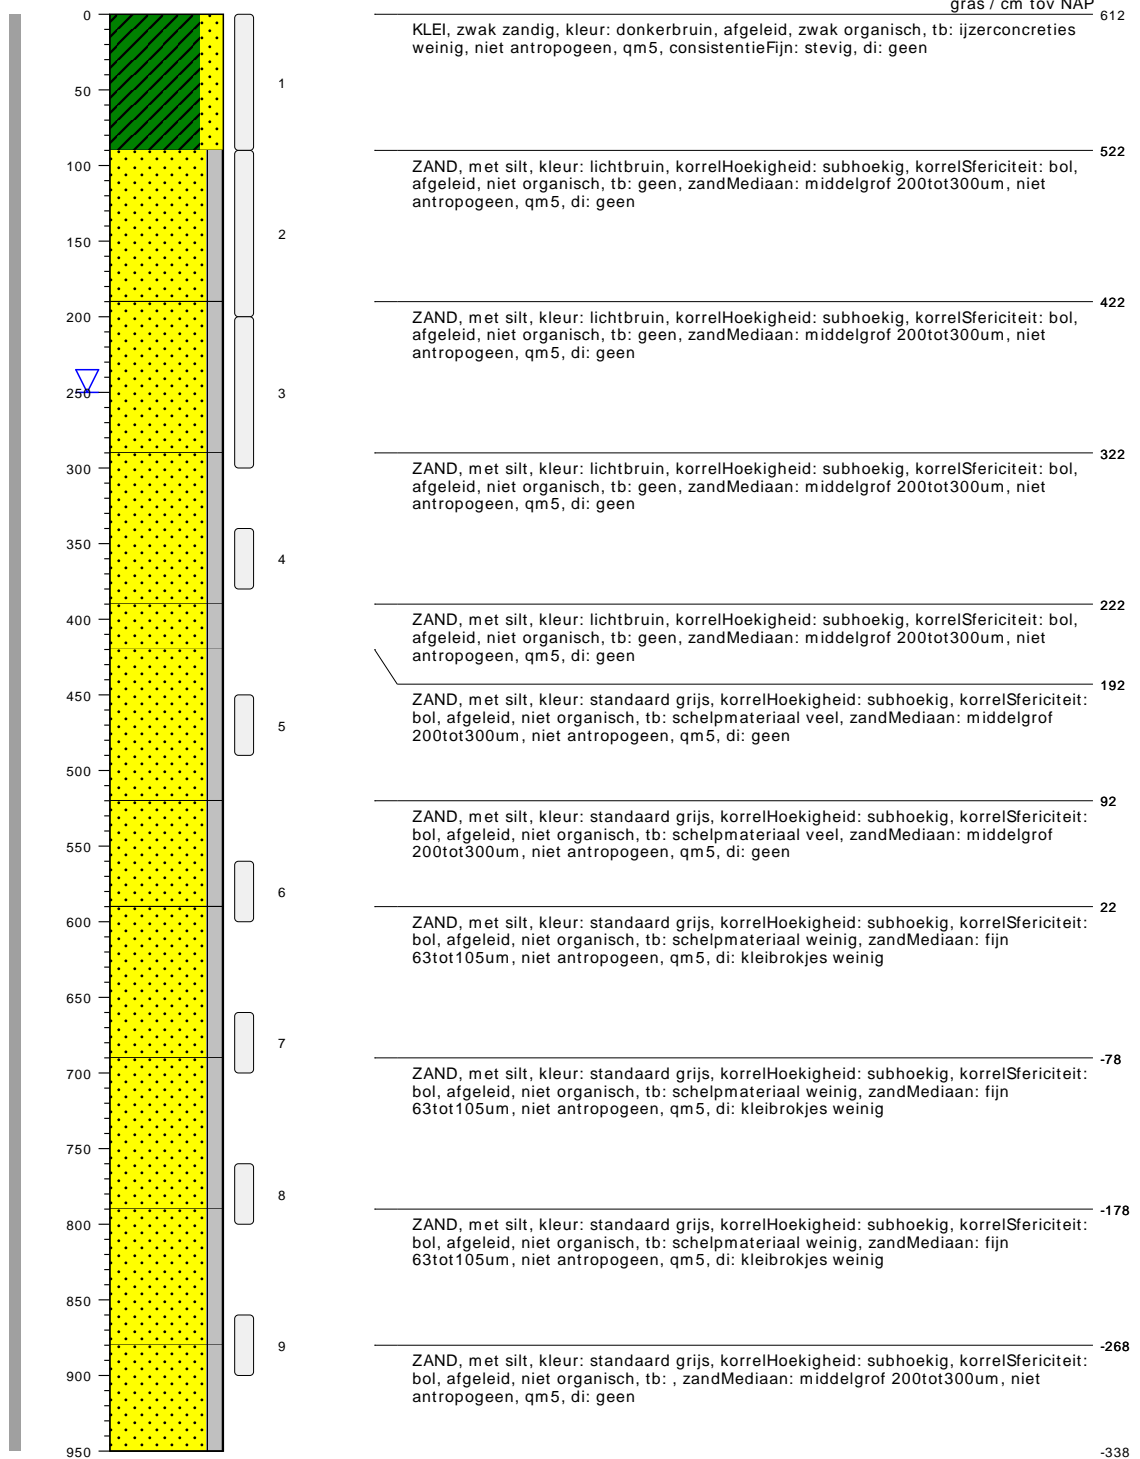 gras / cm tov NAP
0
612
KLEI, zwak zandig, kleur: donkerbruin, afgeleid, zwak organisch, tb: ijzerconcreties
weinig, niet antropogeen, qm5, consistentieFijn: stevig, di: geen
50
1
100
522
ZAND, met silt, kleur: lichtbruin, korrelHoekigheid: subhoekig, korrelSfericiteit: bol,
afgeleid, niet organisch, tb: geen, zandMediaan: middelgrof 200tot300um, niet
antropogeen, qm5, di: geen
150
2
200
422
ZAND, met silt, kleur: lichtbruin, korrelHoekigheid: subhoekig, korrelSfericiteit: bol,
afgeleid, niet organisch, tb: geen, zandMediaan: middelgrof 200tot300um, niet
antropogeen, qm5, di: geen
250
3
300
322
ZAND, met silt, kleur: lichtbruin, korrelHoekigheid: subhoekig, korrelSfericiteit: bol,
afgeleid, niet organisch, tb: geen, zandMediaan: middelgrof 200tot300um, niet
antropogeen, qm5, di: geen
350
4
400
222
ZAND, met silt, kleur: lichtbruin, korrelHoekigheid: subhoekig, korrelSfericiteit: bol,
afgeleid, niet organisch, tb: geen, zandMediaan: middelgrof 200tot300um, niet
antropogeen, qm5, di: geen
450
192
ZAND, met silt, kleur: standaard grijs, korrelHoekigheid: subhoekig, korrelSfericiteit:
bol, afgeleid, niet organisch, tb: schelpmateriaal veel, zandMediaan: middelgrof
200tot300um, niet antropogeen, qm5, di: geen
5
500
92
ZAND, met silt, kleur: standaard grijs, korrelHoekigheid: subhoekig, korrelSfericiteit:
bol, afgeleid, niet organisch, tb: schelpmateriaal veel, zandMediaan: middelgrof
200tot300um, niet antropogeen, qm5, di: geen
550
6
600
22
ZAND, met silt, kleur: standaard grijs, korrelHoekigheid: subhoekig, korrelSfericiteit:
bol, afgeleid, niet organisch, tb: schelpmateriaal weinig, zandMediaan: fijn
63tot105um, niet antropogeen, qm5, di: kleibrokjes weinig
650
7
700
-78
ZAND, met silt, kleur: standaard grijs, korrelHoekigheid: subhoekig, korrelSfericiteit:
bol, afgeleid, niet organisch, tb: schelpmateriaal weinig, zandMediaan: fijn
63tot105um, niet antropogeen, qm5, di: kleibrokjes weinig
750
8
800
-178
ZAND, met silt, kleur: standaard grijs, korrelHoekigheid: subhoekig, korrelSfericiteit:
bol, afgeleid, niet organisch, tb: schelpmateriaal weinig, zandMediaan: fijn
63tot105um, niet antropogeen, qm5, di: kleibrokjes weinig
850
9
900
-268
ZAND, met silt, kleur: standaard grijs, korrelHoekigheid: subhoekig, korrelSfericiteit:
bol, afgeleid, niet organisch, tb: , zandMediaan: middelgrof 200tot300um, niet
antropogeen, qm5, di: geen
950
-338